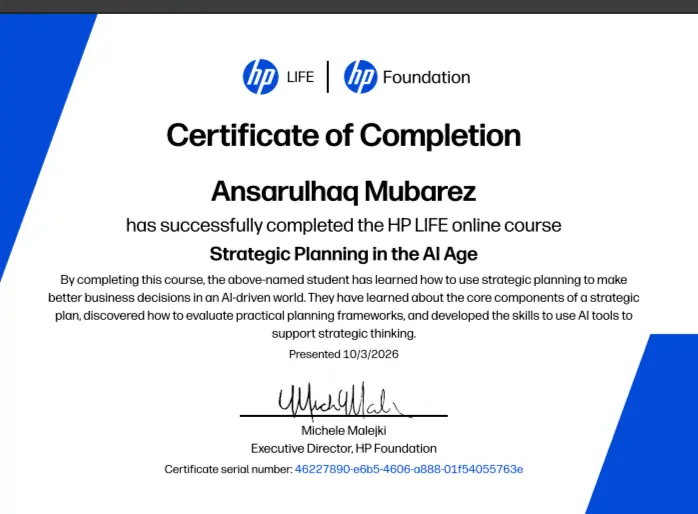 hp LIFE | hp Foundation
Certificate of Completion
Ansarulhaq Mubarez
has successfully completed the HP LIFE online course
Strategic Planning in the AI Age
By completing this course, the above-named student has learned how to use strategic planning to make
better business decisions in an AI-driven world. They have learned about the core components of a strategic
plan, discovered how to evaluate practical planning frameworks, and developed the skills to use AI tools to
support strategic thinking.
Presented 10/3/2026
Michele Malejki
Executive Director, HP Foundation
Certificate serial number: 46227890-e6b5-4606-a888-01f54055763e